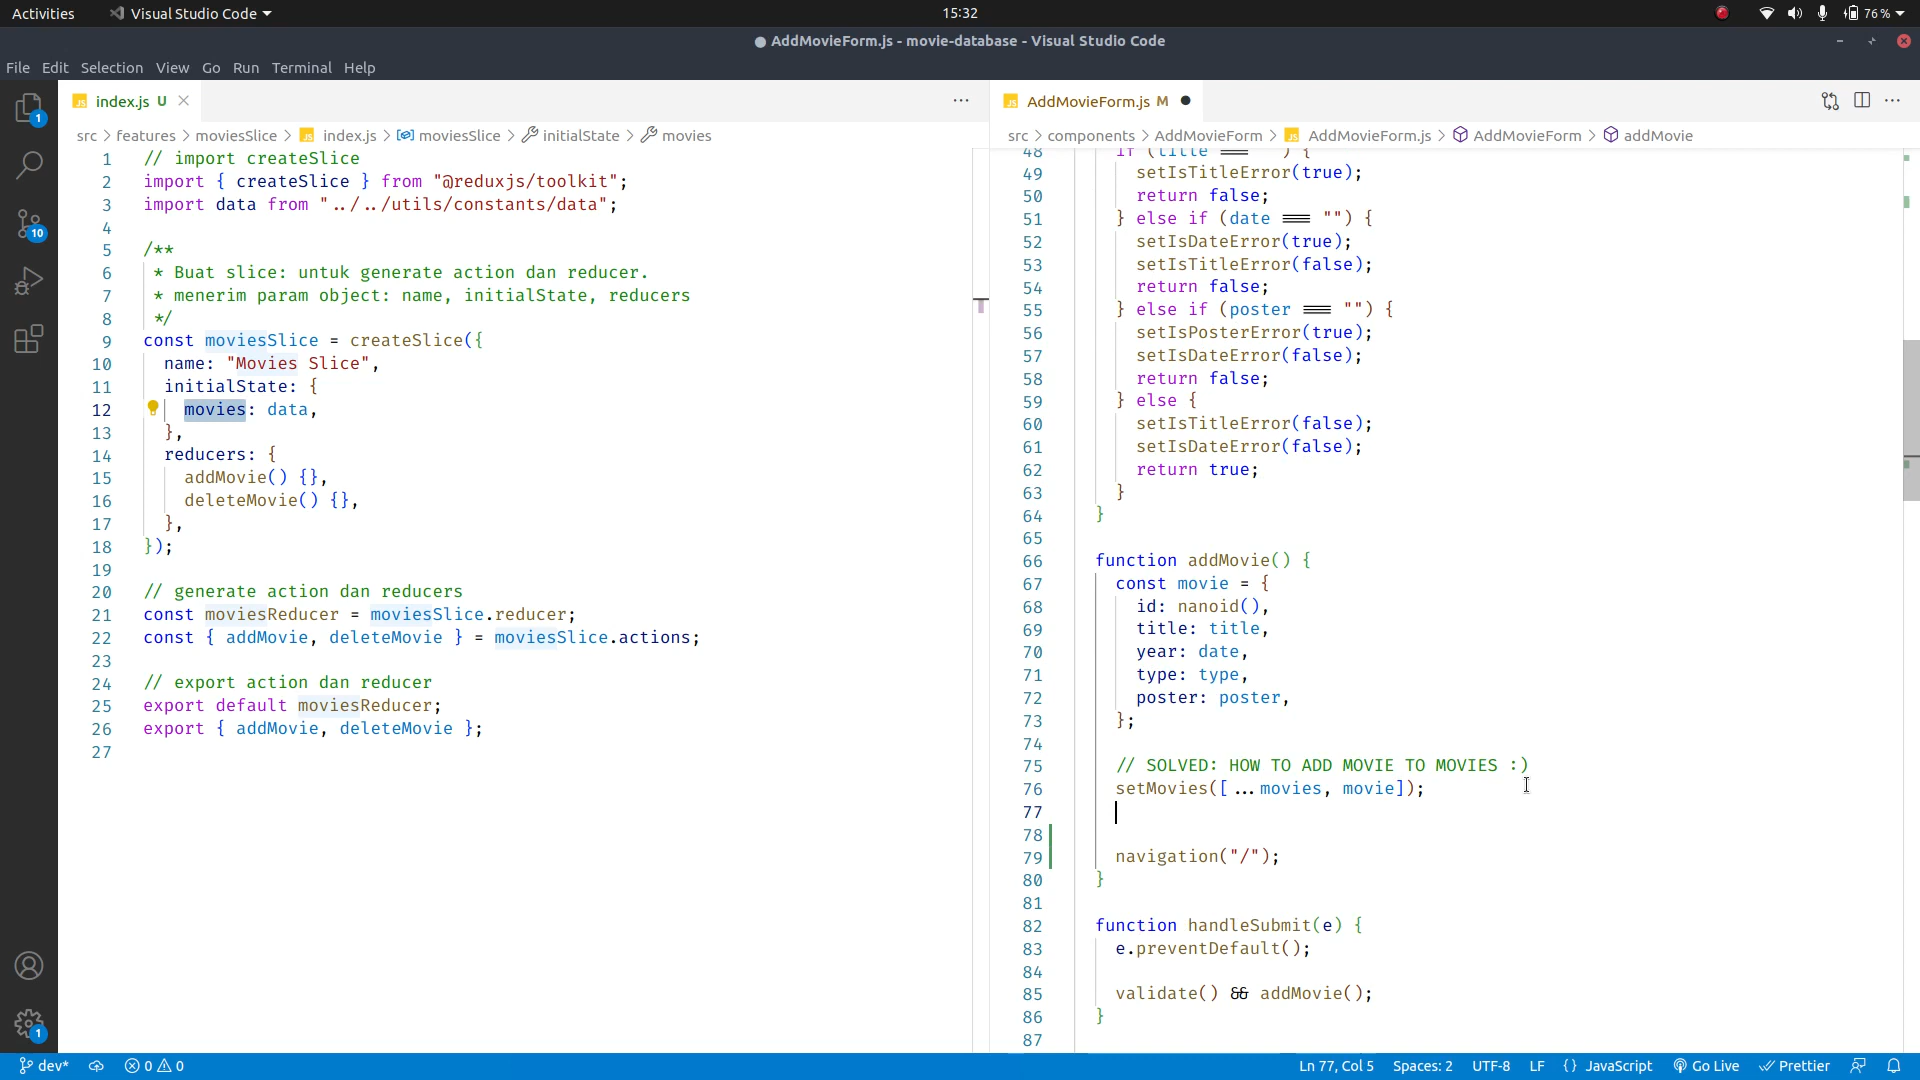 Activities Visual Studio Code 15:32 76 %
AddMovieForm.js - movie-database - Visual Studio Code
File Edit Selection View Go Run Terminal Help
index.js U
src > features > moviesSlice > index.js > moviesSlice > initialState > movies
1 // import createSlice
2 import { createSlice } from "@reduxjs/toolkit";
3 import data from "../../utils/constants/data";
4
5 /**
6 * Buat slice: untuk generate action dan reducer.
7 * menerim param object: name, initialState, reducers
8 */
9 const moviesSlice = createSlice({
10 name: "Movies Slice",
11 initialState: {
12 movies: data,
13 },
14 reducers: {
15 addMovie() {},
16 deleteMovie() {},
17 },
18 });
19
20 // generate action dan reducers
21 const moviesReducer = moviesSlice.reducer;
22 const { addMovie, deleteMovie } = moviesSlice.actions;
23
24 // export action dan reducer
25 export default moviesReducer;
26 export { addMovie, deleteMovie };
27
AddMovieForm.js M
src > components > AddMovieForm > AddMovieForm.js > AddMovieForm > addMovie
48 if (title === "") {
49 setIsTitleError(true);
50 return false;
51 } else if (date === "") {
52 setIsDateError(true);
53 setIsTitleError(false);
54 return false;
55 } else if (poster === "") {
56 setIsPosterError(true);
57 setIsDateError(false);
58 return false;
59 } else {
60 setIsTitleError(false);
61 setIsDateError(false);
62 return true;
63 }
64 }
65
66 function addMovie() {
67 const movie = {
68 id: nanoid(),
69 title: title,
70 year: date,
71 type: type,
72 poster: poster,
73 };
74
75 // SOLVED: HOW TO ADD MOVIE TO MOVIES :)
76 setMovies([...movies, movie]);
77
78
79 navigation("/");
80 }
81
82 function handleSubmit(e) {
83 e.preventDefault();
84
85 validate() && addMovie();
86 }
87
1
10
1
dev* 0 0 Ln 77, Col 5 Spaces: 2 UTF-8 LF {} JavaScript Go Live Prettier